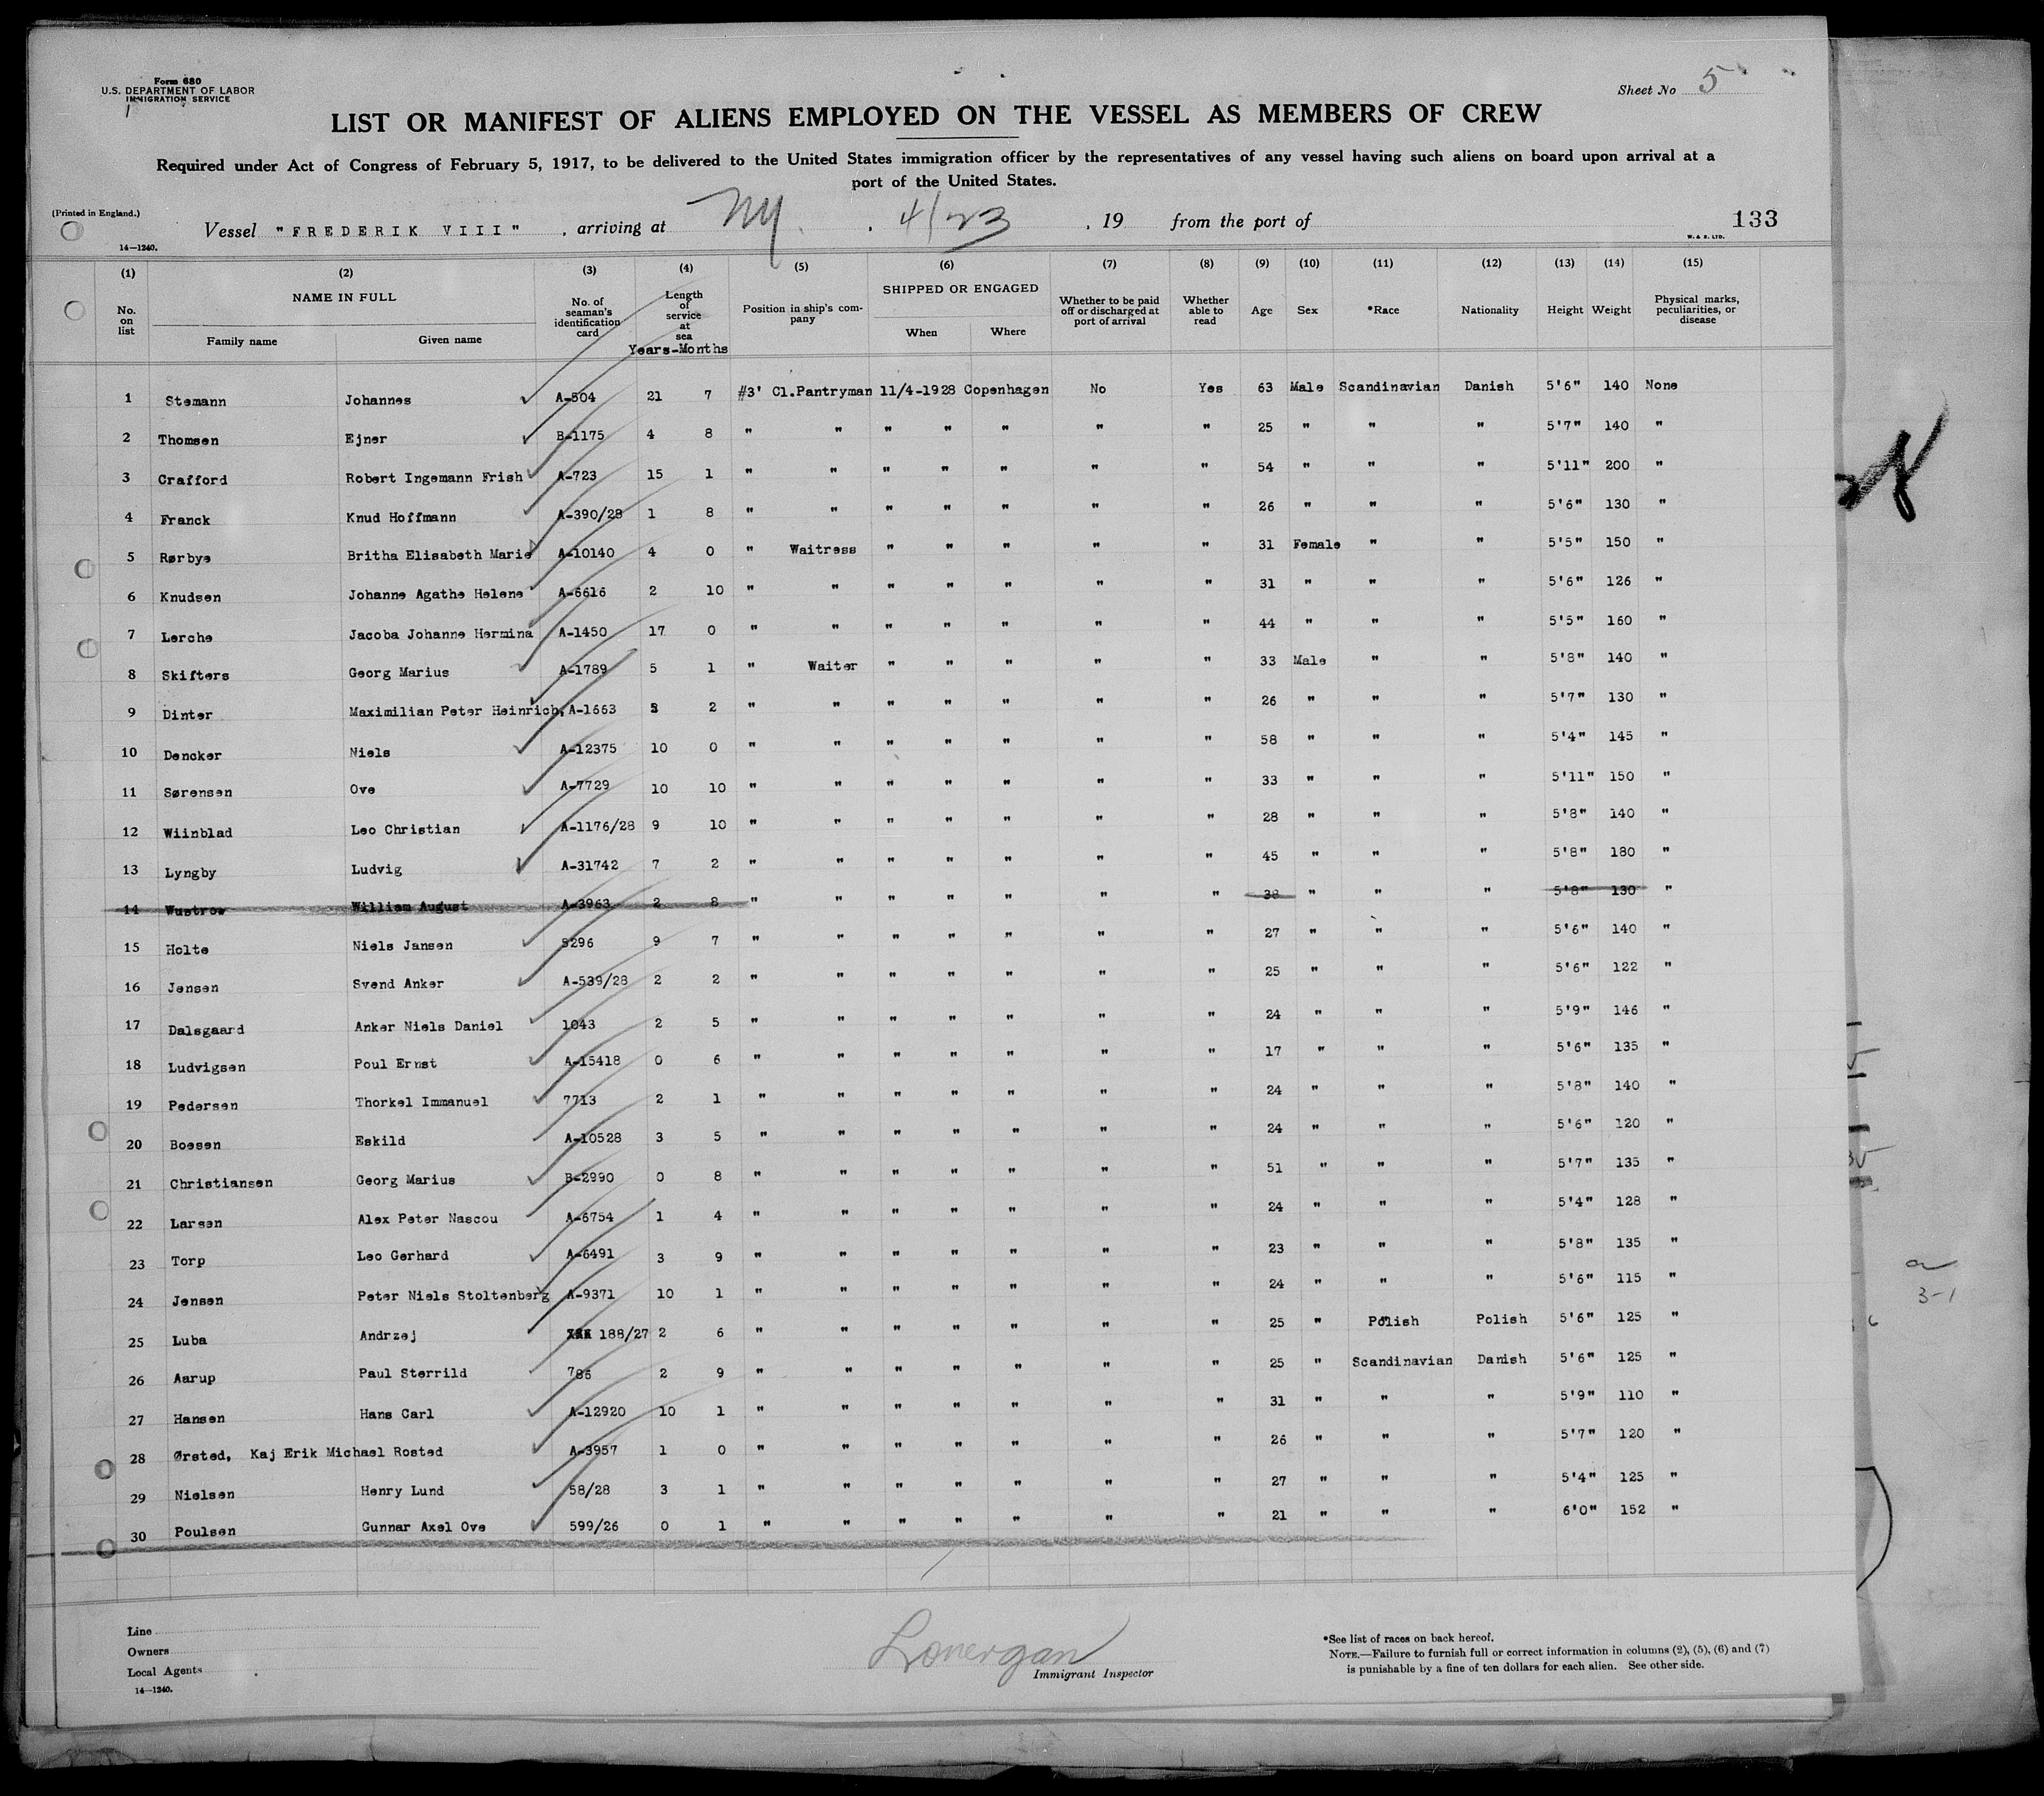 Form 680
U.S. DEPARTMENT OF LABOR
IMMIGRATION SERVICE
Sheet No 5
LIST OR MANIFEST OF ALIENS EMPLOYED ON THE VESSEL AS MEMBERS OF CREW
Required under Act of Congress of February 5, 1917, to be delivered to the United States immigration officer by the representatives of any vessel having such aliens on board upon arrival at a
port of the United States.
(Printed in England.)
Vessel "FREDERIK VIII", arriving at NY, 4/23, 19 from the port of 133
14—1240.
W. & S. LTD.
(1) (2) (3) (4) (5) (6) (7) (8) (9) (10) (11) (12) (13) (14) (15)
No. on list NAME IN FULL Family name Given name No. of seaman's identification card Length of service at sea Years-Months Position in ship's company SHIPPED OR ENGAGED When Where Whether to be paid off or discharged at port of arrival Whether able to read Age Sex *Race Nationality Height Weight Physical marks, peculiarities, or disease
1 Stemann Johannes A-504 21 7 #3' Cl.Pantryman 11/4-1928 Copenhagen No Yes 63 Male Scandinavian Danish 5'6" 140 None
2 Thomsen Ejner B-1175 4 8 " " " " " " " 25 " " " 5'7" 140 "
3 Crafford Robert Ingemann Frish A-723 15 1 " " " " " " " 54 " " " 5'11" 200 "
4 Franck Knud Hoffmann A-390/28 1 8 " " " " " " " 26 " " " 5'6" 130 "
5 Rørbye Britha Elisabeth Marie A-10140 4 0 " Waitress " " " " " 31 Female " " 5'5" 150 "
6 Knudsen Johanne Agathe Helene A-6616 2 10 " " " " " " " 31 " " " 5'6" 126 "
7 Lerche Jacoba Johanne Hermina A-1450 17 0 " " " " " " " 44 " " " 5'5" 160 "
8 Skifters Georg Marius A-1789 5 1 " Waiter " " " " " 33 Male " " 5'8" 140 "
9 Dinter Maximilian Peter Heinrich, A-1663 2 " " " " " " " 26 " " " 5'7" 130 "
10 Dencker Niels A-12375 10 0 " " " " " " " 58 " " " 5'4" 145 "
11 Sørensen Ove A-7729 10 10 " " " " " " " 33 " " " 5'11" 150 "
12 Wiinblad Leo Christian A-1176/28 9 10 " " " " " " " 28 " " " 5'8" 140 "
13 Lyngby Ludvig A-31742 7 2 " " " " " " " 45 " " " 5'8" 180 "
14 Wustrow William August A-3963 2 8 " " " " " " " 38 " " " 5'8" 130 "
15 Holte Niels Jansen 5296 9 7 " " " " " " " 27 " " " 5'6" 140 "
16 Jensen Svend Anker A-539/28 2 2 " " " " " " " 25 " " " 5'6" 122 "
17 Dalsgaard Anker Niels Daniel 1043 2 5 " " " " " " " 24 " " " 5'9" 146 "
18 Ludvigsen Poul Ernst A-15418 0 6 " " " " " " " 17 " " " 5'6" 135 "
19 Pedersen Thorkel Immanuel 7713 2 1 " " " " " " " 24 " " " 5'8" 140 "
20 Boesen Eskild A-10528 3 5 " " " " " " " 24 " " " 5'6" 120 "
21 Christiansen Georg Marius B-2990 0 8 " " " " " " " 51 " " " 5'7" 135 "
22 Larsen Alex Peter Nascou A-6754 1 4 " " " " " " " 24 " " " 5'4" 128 "
23 Torp Leo Gerhard A-6491 3 9 " " " " " " " 23 " " " 5'8" 135 "
24 Jensen Peter Niels Stoltenberg A-9371 10 1 " " " " " " " 24 " " " 5'6" 115 "
25 Luba Andrzej 188/27 2 6 " " " " " " " 25 " Polish Polish 5'6" 125 "
26 Aarup Paul Sterrild 786 2 9 " " " " " " " 25 " Scandinavian Danish 5'6" 125 "
27 Hansen Hans Carl A-12920 10 1 " " " " " " " 31 " " " 5'9" 110 "
28 Ørsted, Kaj Erik Michael Rosted A-3957 1 0 " " " " " " " 26 " " " 5'7" 120 "
29 Nielsen Henry Lund 58/28 3 1 " " " " " " " 27 " " " 5'4" 125 "
30 Poulsen Gunnar Axel Ove 599/26 0 1 " " " " " " " 21 " " " 6'0" 152 "
Line
Owners
Local Agents
14—1240.
Lonergan
Immigrant Inspector
*See list of races on back hereof.
NOTE.—Failure to furnish full or correct information in columns (2), (5), (6) and (7)
is punishable by a fine of ten dollars for each alien. See other side.
3-1